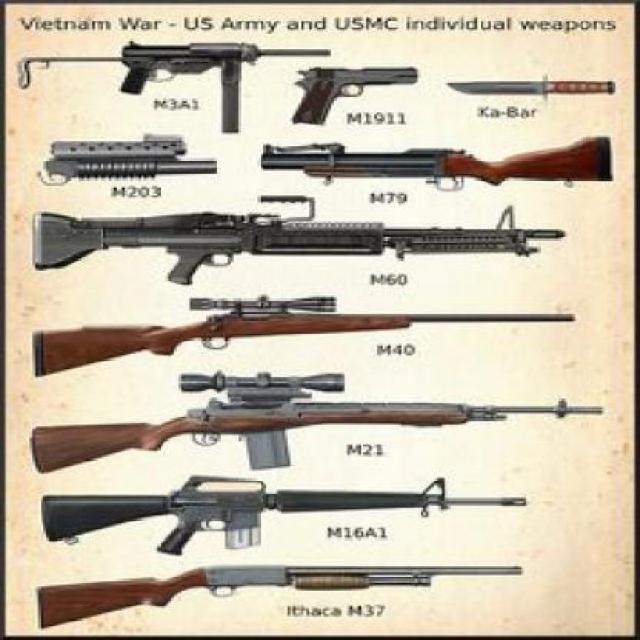 Vietnam War - US Army and USMC individual weapons
M3A1
M1911
Ka-Bar
M203
M79
M60
M40
M21
M16A1
Ithaca M37